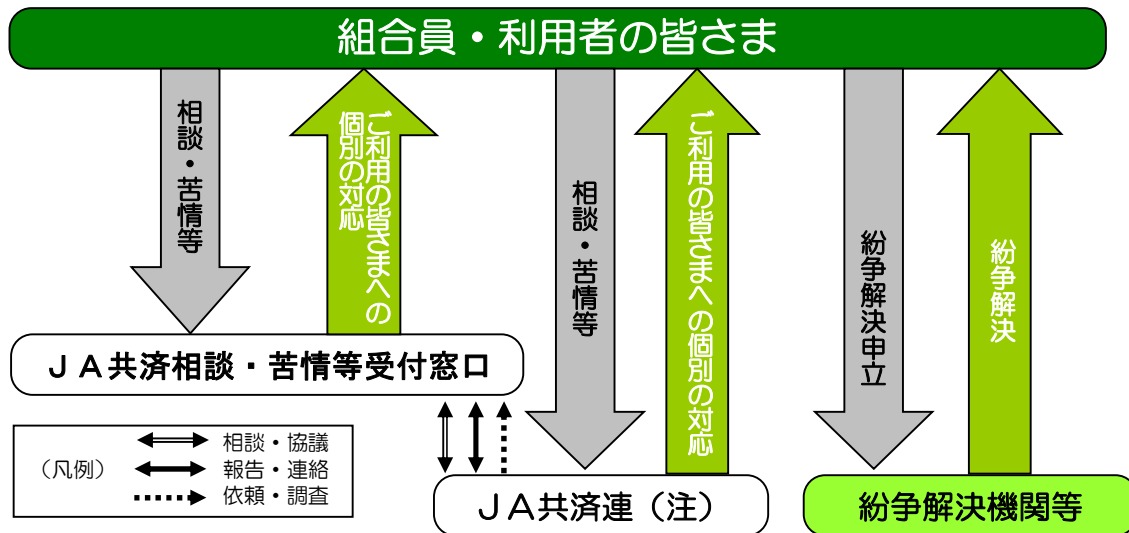 組合員・利用者の皆さま
相談・苦情等
ご利用の皆さまへの
個別の対応
相談・苦情等
ご利用の皆さまへの個別の対応
紛争解決申立
紛争解決
ＪＡ共済相談・苦情等受付窓口
（凡例）
相談・協議
報告・連絡
依頼・調査
ＪＡ共済連（注）
紛争解決機関等